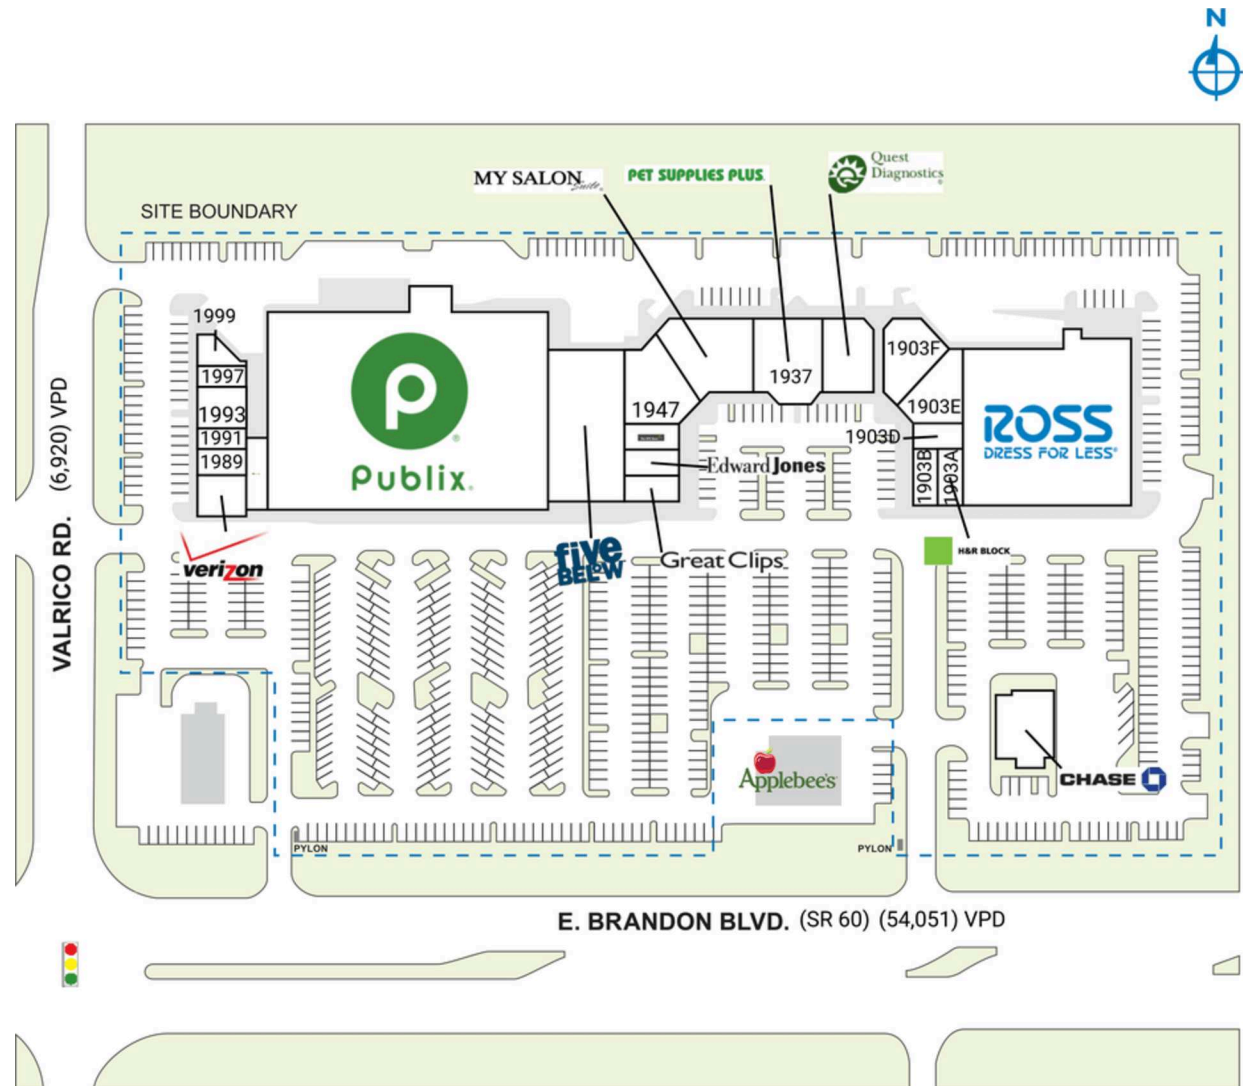 N
MY SALON
Suite
PET SUPPLIES PLUS
Quest
Diagnostics
SITE BOUNDARY
1999
1997
1993
1991
1989
Publix
1947
1937
1903F
1903E
1903D
1903B
1903A
ROSS
DRESS FOR LESS
Edward Jones
verizon
five
BELOW
Great Clips
H&R BLOCK
VALRICO RD. (6,920) VPD
Applebee's
CHASE
PYLON
PYLON
E. BRANDON BLVD. (SR 60) (54,051) VPD